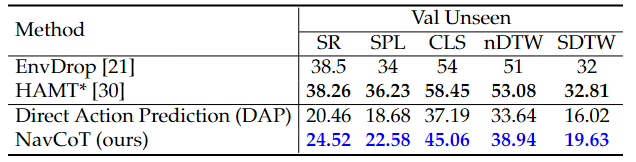 Method Val Unseen
SR SPL CLS nDTW SDTW
EnvDrop [21] 38.5 34 54 51 32
HAMT* [30] 38.26 36.23 58.45 53.08 32.81
Direct Action Prediction (DAP) 20.46 18.68 37.19 33.64 16.02
NavCoT (ours) 24.52 22.58 45.06 38.94 19.63